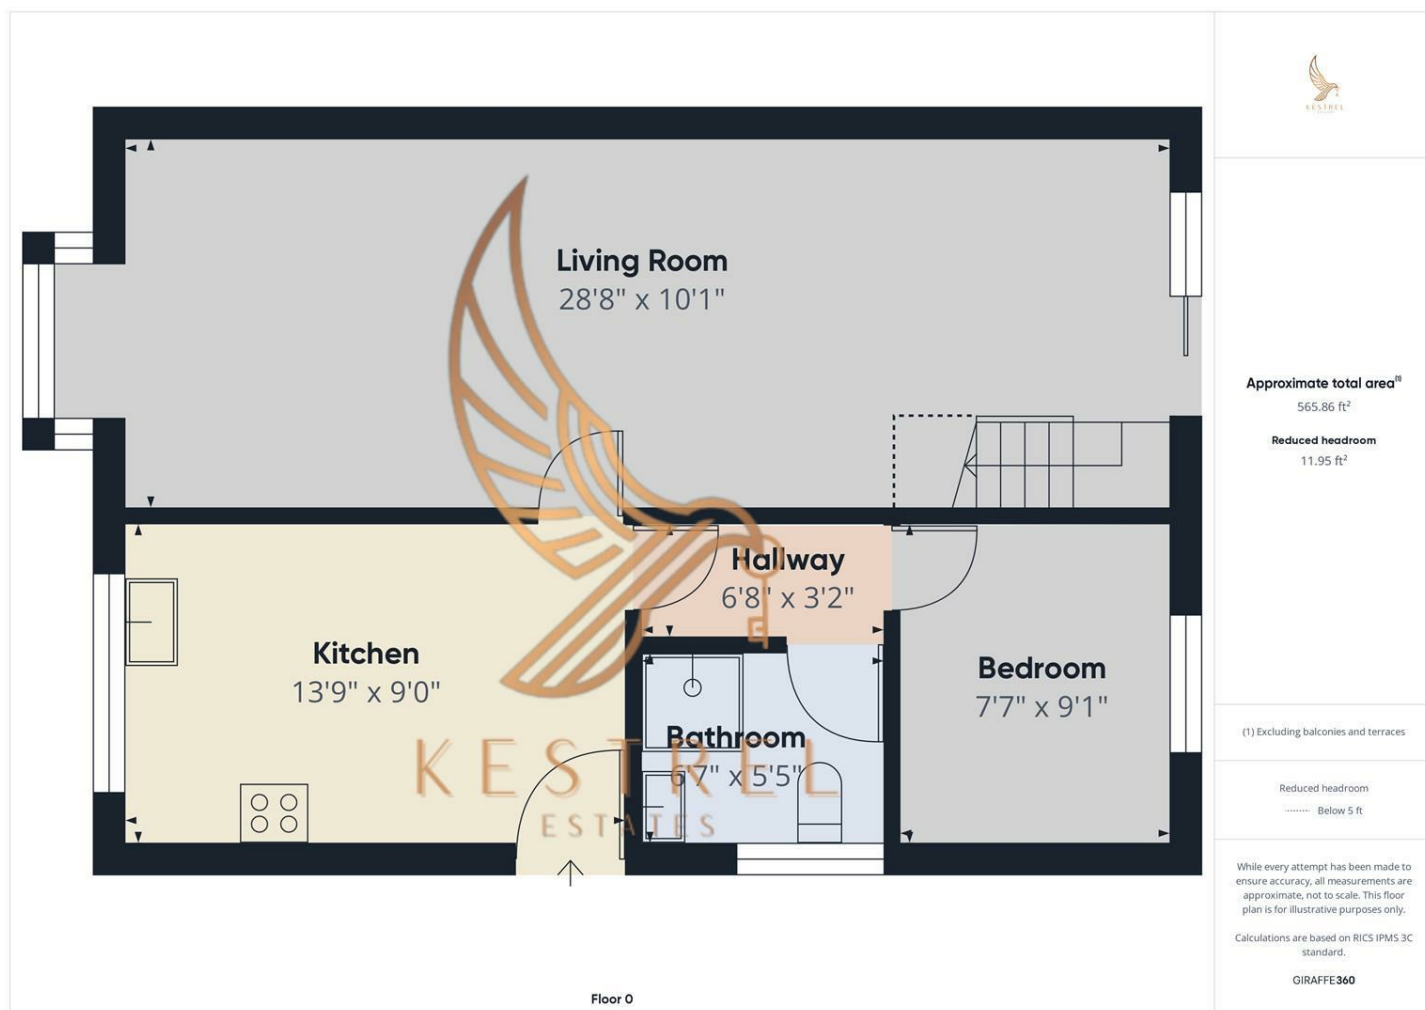 KESTREL
Living Room
28'8" x 10'1"
Approximate total area(1)
565.86 ft²
Reduced headroom
11.95 ft²
Hallway
6'8" x 3'2"
Kitchen
13'9" x 9'0"
Bedroom
7'7" x 9'1"
Bathroom
6'7" x 5'5"
KESTREL
ESTATES
(1) Excluding balconies and terraces
Reduced headroom
Below 5 ft
While every attempt has been made to
ensure accuracy, all measurements are
approximate, not to scale. This floor
plan is for illustrative purposes only.
Calculations are based on RICS IPMS 3C
standard.
GIRAFFE360
Floor 0